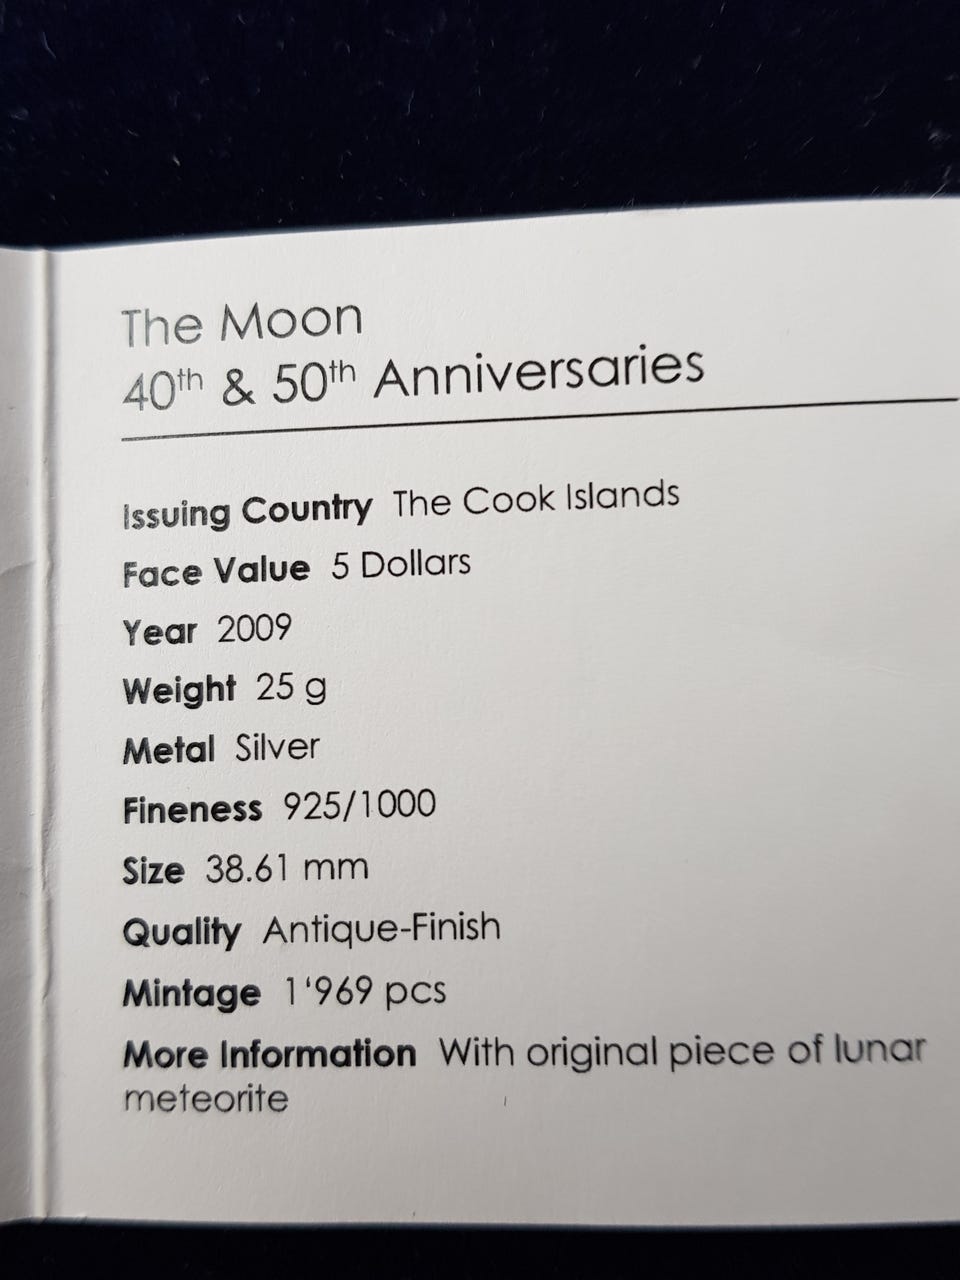 The Moon
40th & 50th Anniversaries
Issuing Country The Cook Islands
Face Value 5 Dollars
Year 2009
Weight 25 g
Metal Silver
Fineness 925/1000
Size 38.61 mm
Quality Antique-Finish
Mintage 1‘969 pcs
More Information With original piece of lunar
meteorite